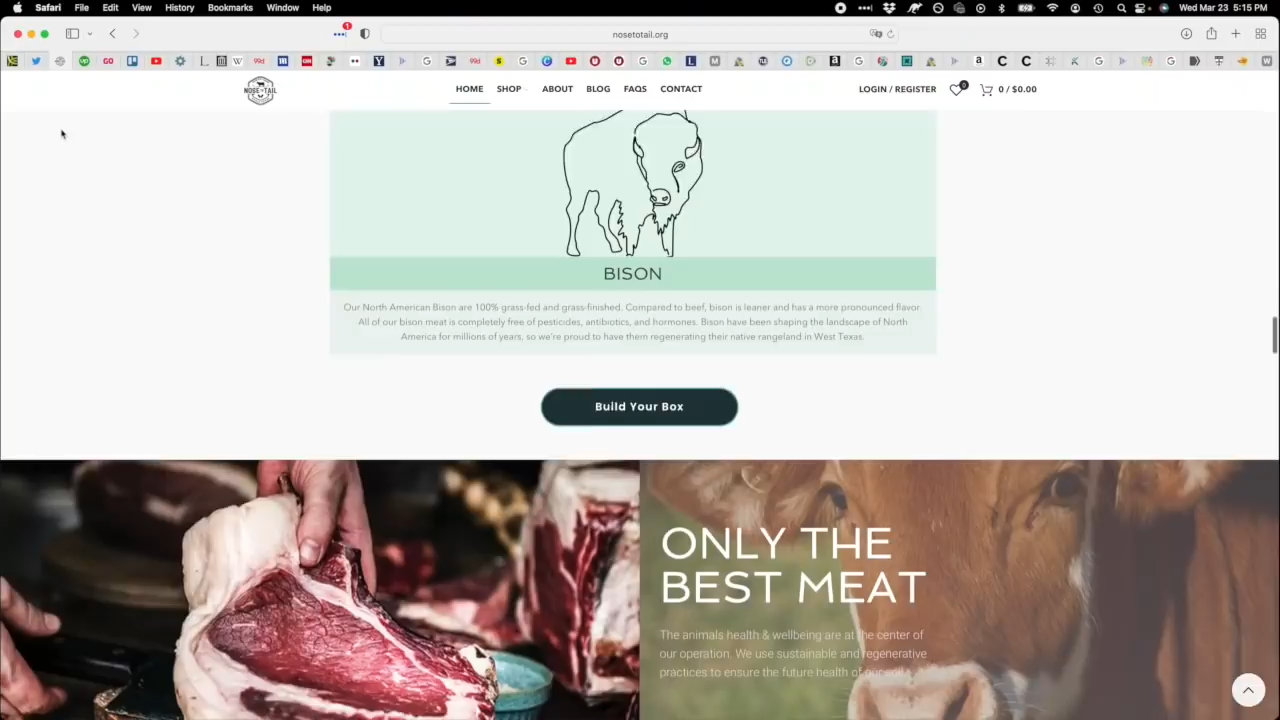 Safari File Edit View History Bookmarks Window Help
Wed Mar 23 5:15 PM
nosetotail.org
NOSE TO TAIL
HOME SHOP ABOUT BLOG FAQS CONTACT
LOGIN / REGISTER 0 0 / $0.00
BISON
Our North American Bison are 100% grass-fed and grass-finished. Compared to beef, bison is leaner and has a more pronounced flavor.
All of our bison meat is completely free of pesticides, antibiotics, and hormones. Bison have been shaping the landscape of North
America for millions of years, so we're proud to have them regenerating their native rangeland in West Texas.
Build Your Box
ONLY THE
BEST MEAT
The animals health & wellbeing are at the center of
our operation. We use sustainable and regenerative
practices to ensure the future health of our soil.